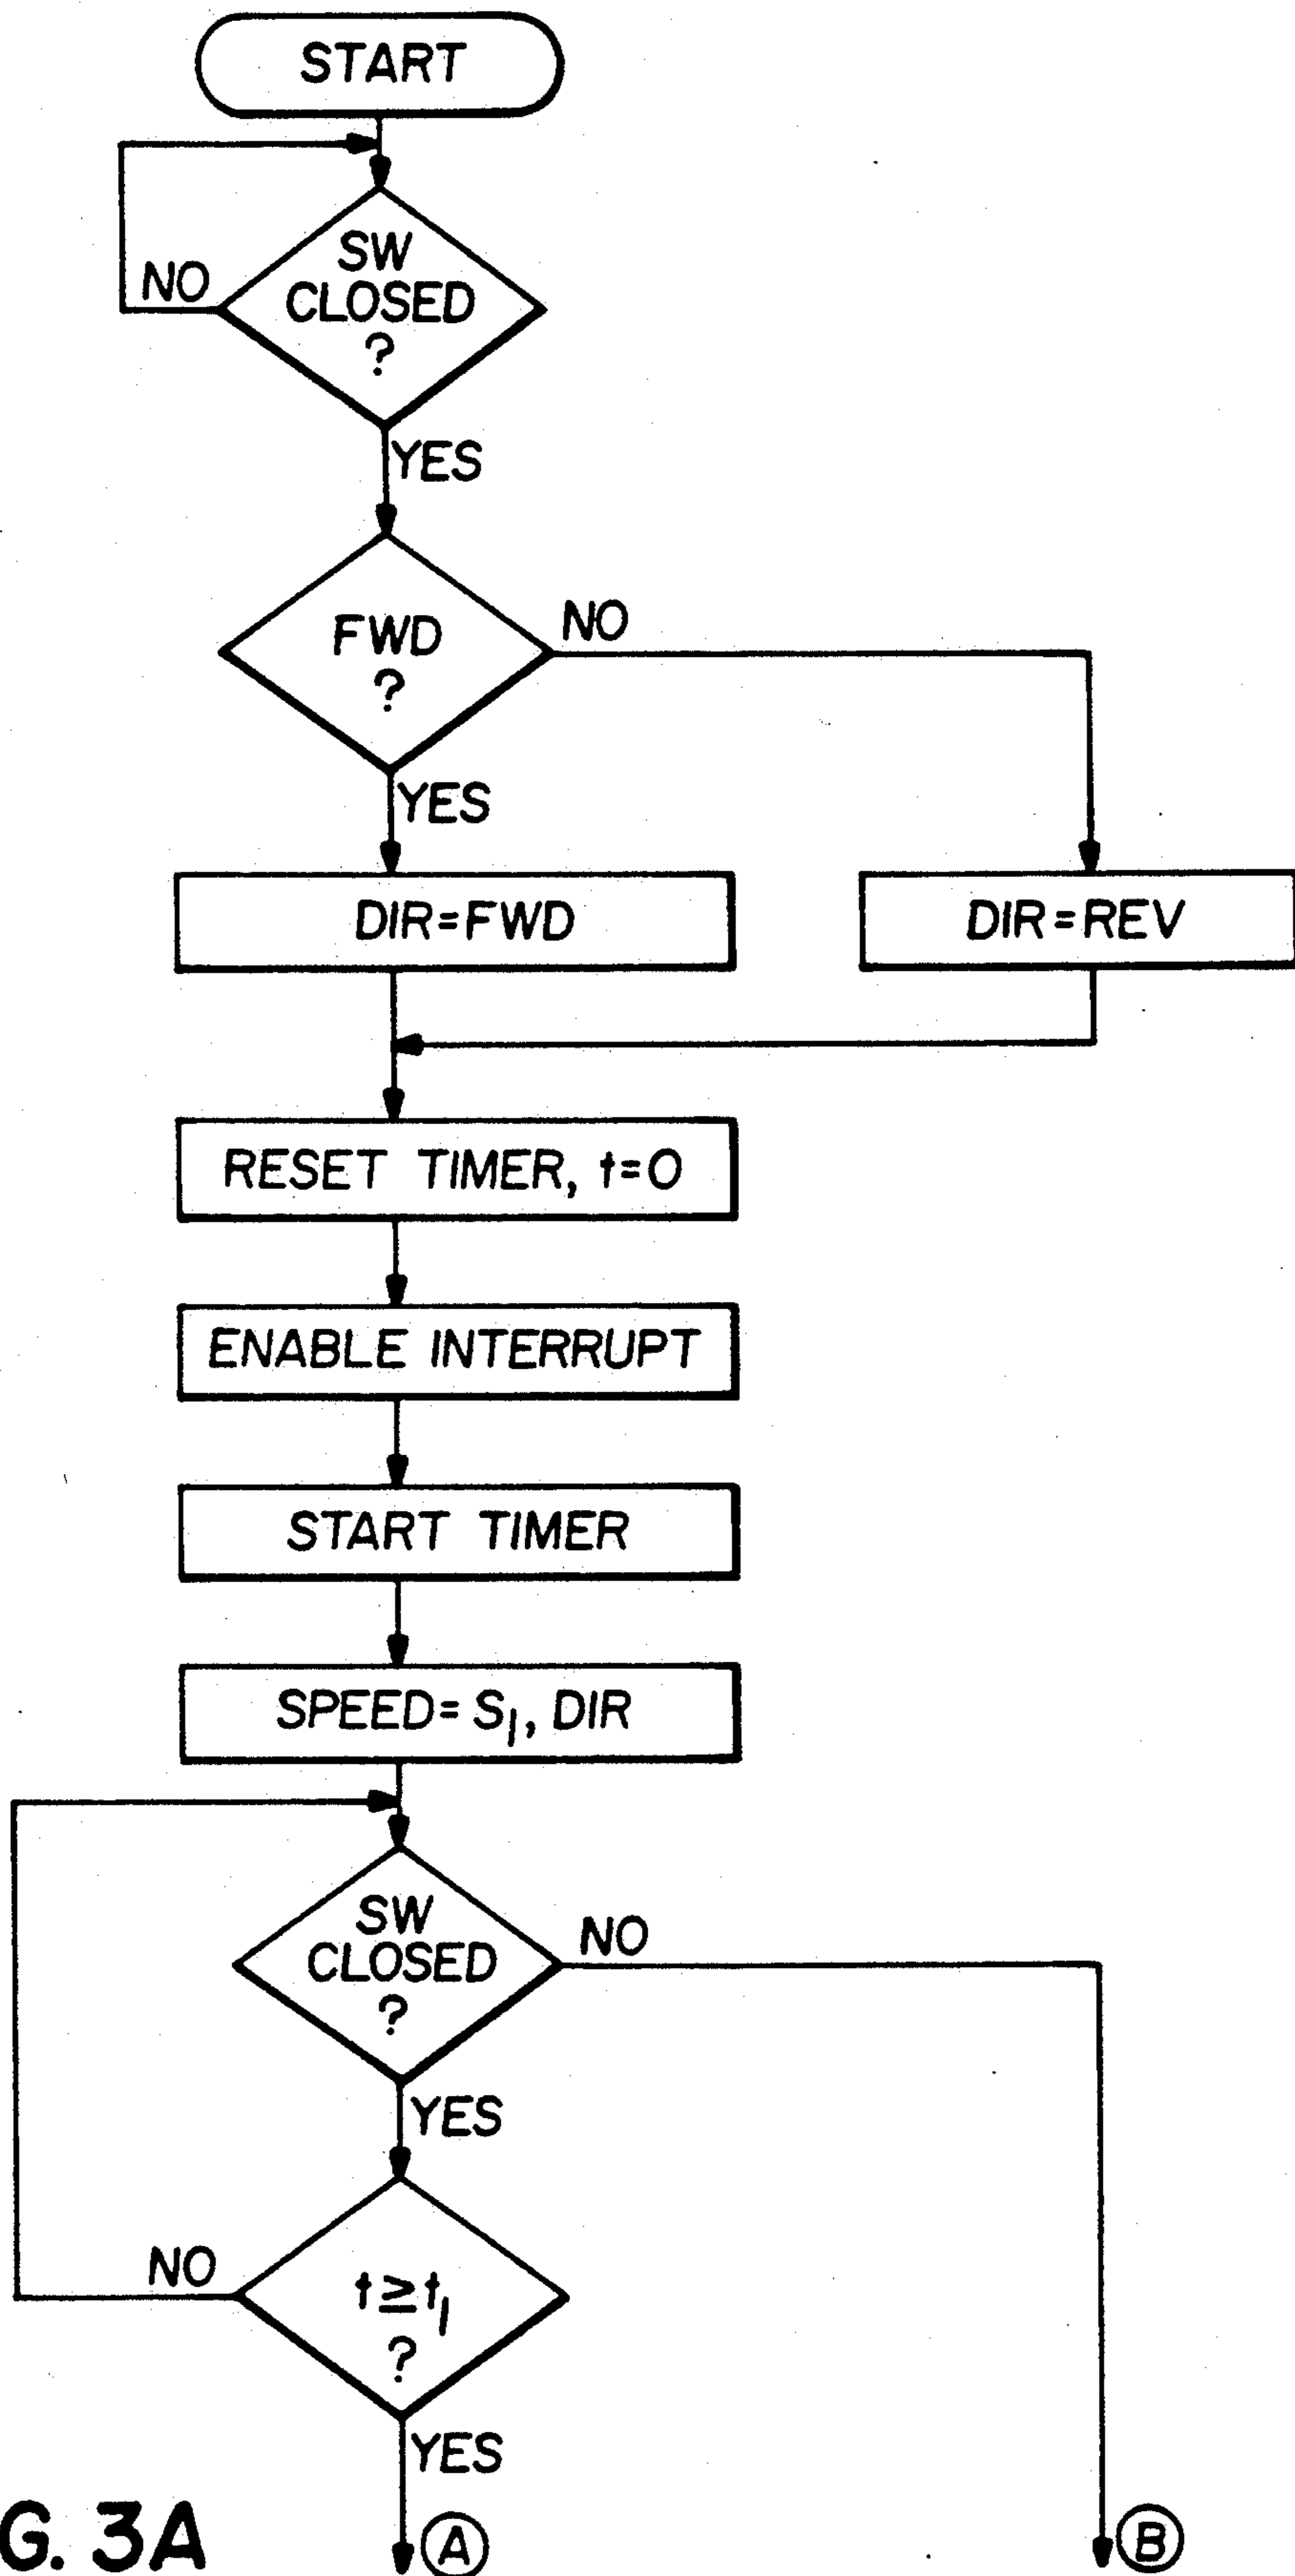 START
SW
CLOSED
?
NO
YES
FWD
?
NO
YES
DIR=FWD
DIR=REV
RESET TIMER, t=0
ENABLE INTERRUPT
START TIMER
SPEED=S₁, DIR
SW
CLOSED
?
NO
YES
t≥t₁
?
NO
YES
G. 3A
A
B